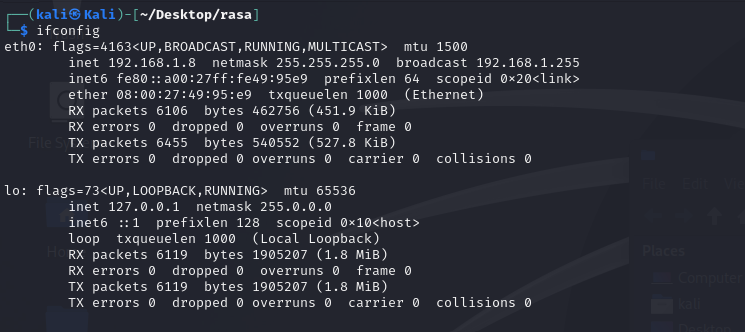 ┌──(kali㉿Kali)-[~/Desktop/rasa]
└─$ ifconfig
eth0: flags=4163<UP,BROADCAST,RUNNING,MULTICAST>  mtu 1500
        inet 192.168.1.8  netmask 255.255.255.0  broadcast 192.168.1.255
        inet6 fe80::a00:27ff:fe49:95e9  prefixlen 64  scopeid 0×20<link>
        ether 08:00:27:49:95:e9  txqueuelen 1000  (Ethernet)
        RX packets 6106  bytes 462756 (451.9 KiB)
        RX errors 0  dropped 0  overruns 0  frame 0
        TX packets 6455  bytes 540552 (527.8 KiB)
        TX errors 0  dropped 0 overruns 0  carrier 0  collisions 0
lo: flags=73<UP,LOOPBACK,RUNNING>  mtu 65536
        inet 127.0.0.1  netmask 255.0.0.0
        inet6 ::1  prefixlen 128  scopeid 0×10<host>
        loop  txqueuelen 1000  (Local Loopback)
        RX packets 6119  bytes 1905207 (1.8 MiB)
        RX errors 0  dropped 0  overruns 0  frame 0
        TX packets 6119  bytes 1905207 (1.8 MiB)
        TX errors 0  dropped 0 overruns 0  carrier 0  collisions 0
File System
File Edit
Places
Computer
kali